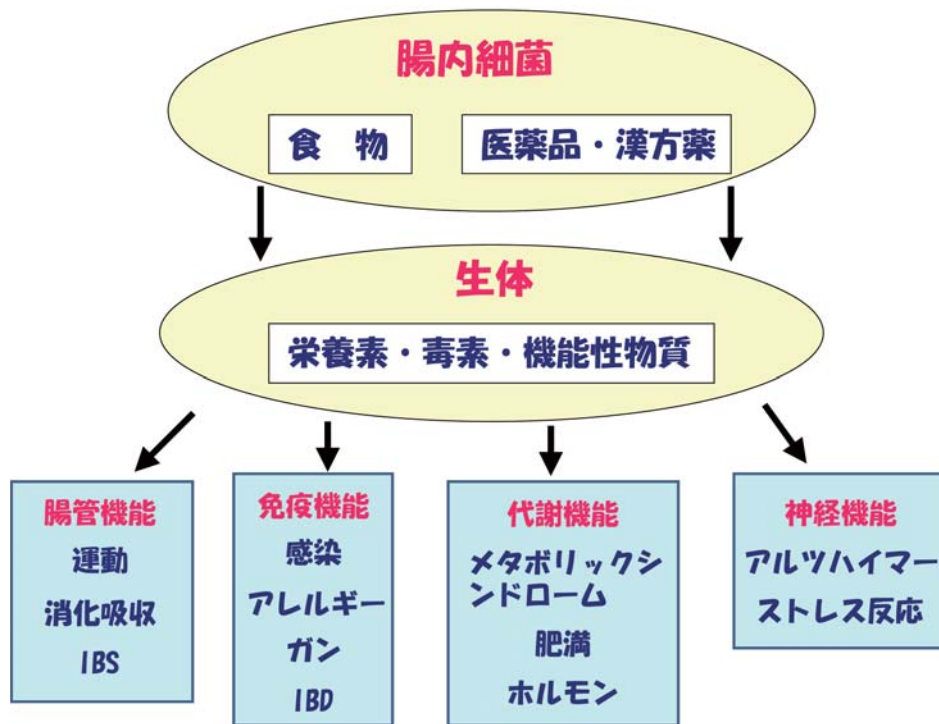 腸内細菌
食　物
医薬品・漢方薬
生体
栄養素・毒素・機能性物質
腸管機能
運動
消化吸収
IBS
免疫機能
感染
アレルギー
ガン
IBD
代謝機能
メタボリックシ
ンドローム
肥満
ホルモン
神経機能
アルツハイマー
ストレス反応